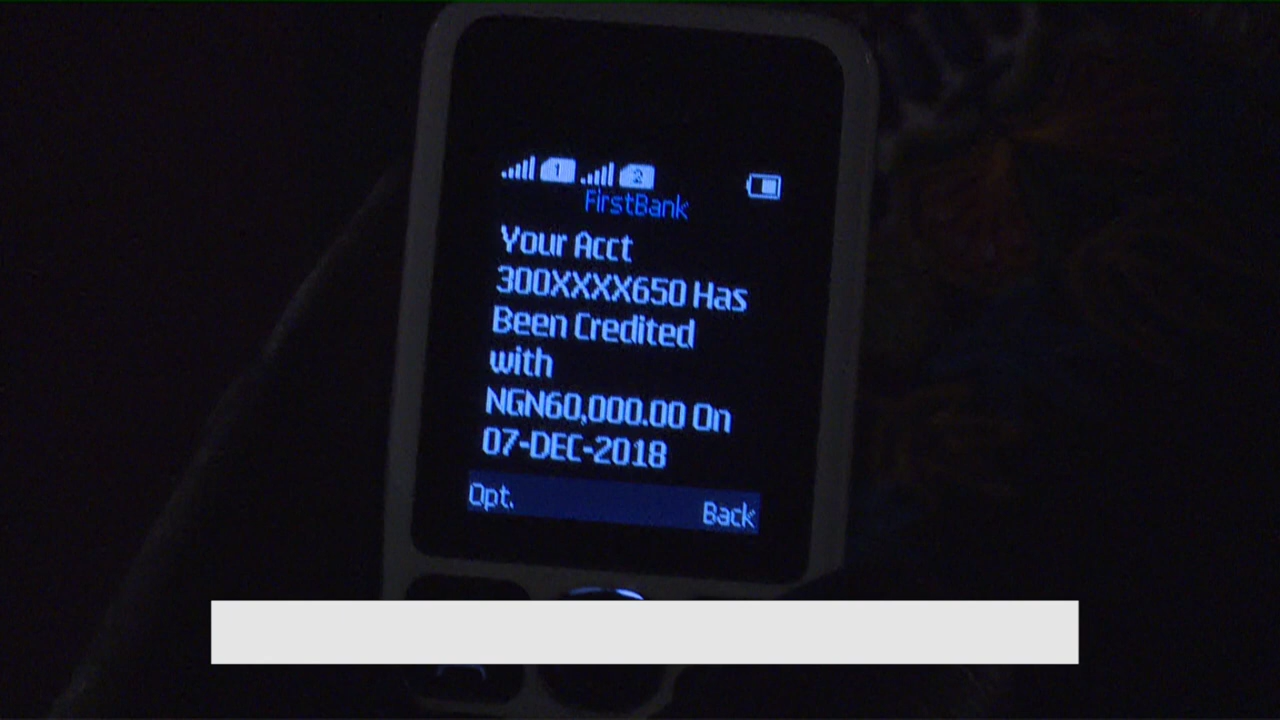 1 2
FirstBank
Your Acct
300XXXX650 Has
Been Credited
with
NGN60,000.00 On
07-DEC-2018
Opt. Back